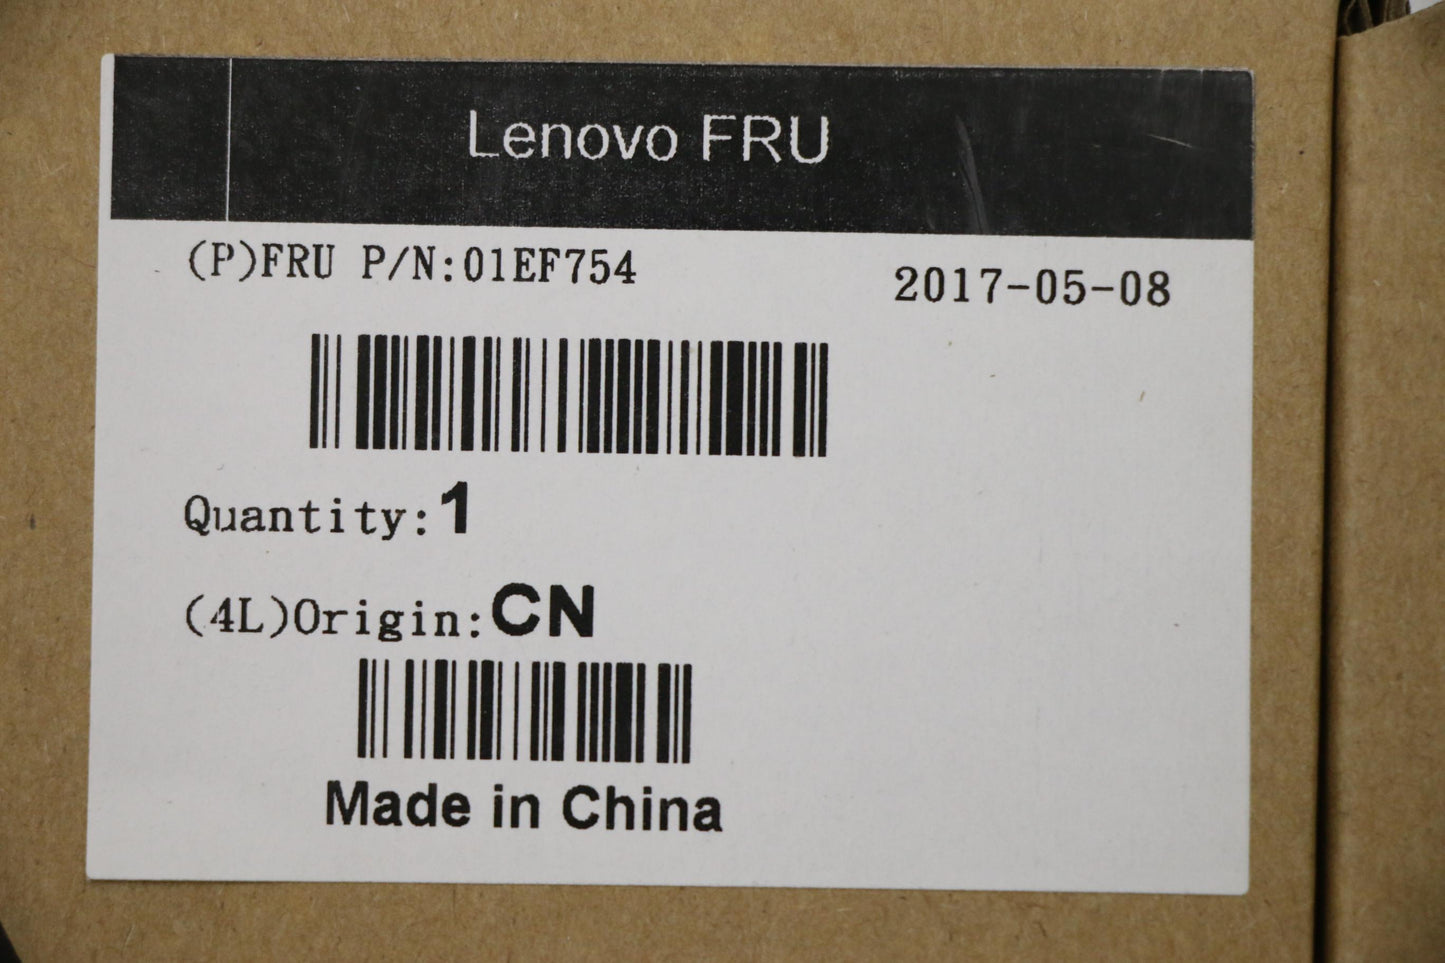 Lenovo FRU
(P)FRU P/N:01EF754 2017-05-08
Quantity:1
(4L)Origin:CN
Made in China